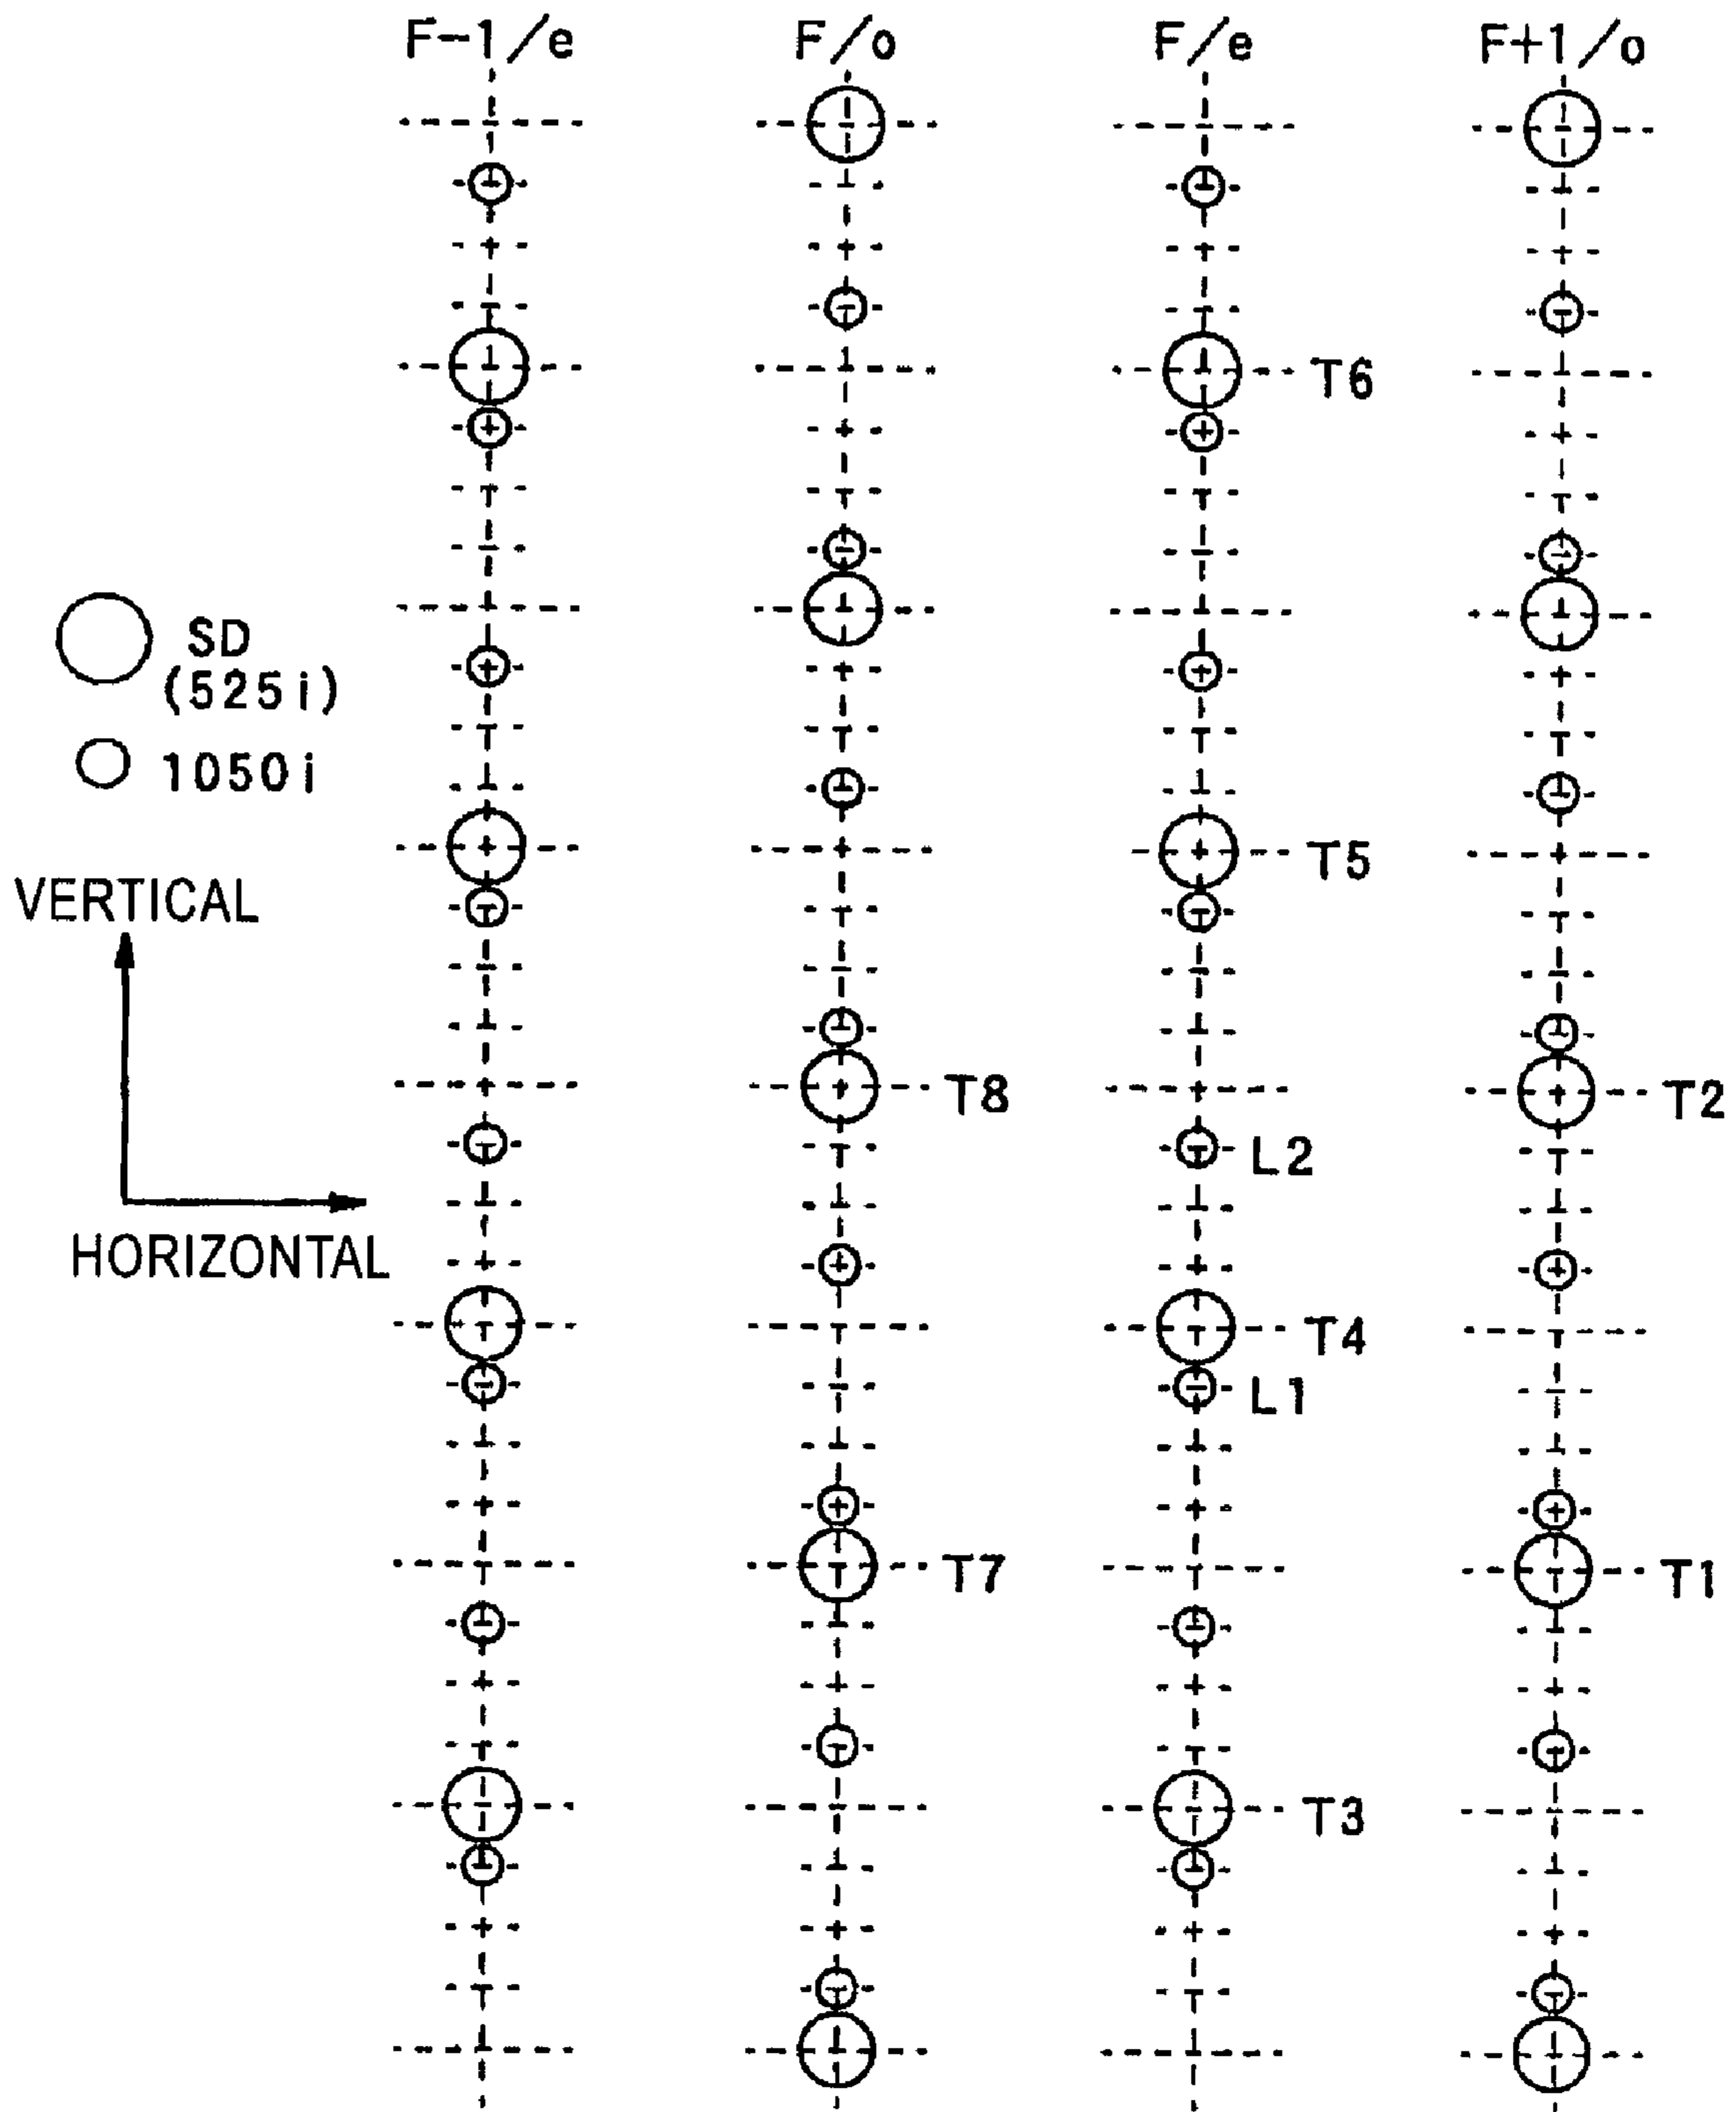 F-1/e
F/o
F/e
F+1/o
T6
SD
(525i)
1050i
T5
VERTICAL
T8
T2
L2
HORIZONTAL
T4
L1
T7
T1
T3